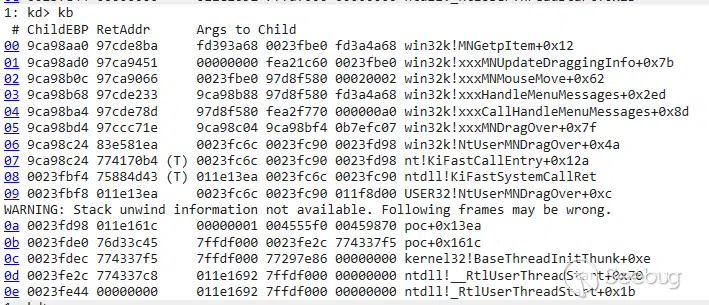 1: kd> kb
# ChildEBP RetAddr Args to Child
00 9ca98aa0 97cde8ba fd393a68 0023fbe0 fd3a4a68 win32k!MNGetpItem+0x12
01 9ca98ad0 97ca9451 00000000 fea21c60 0023fbe0 win32k!xxxMNUpdateDraggingInfo+0x7b
02 9ca98b0c 97ca9066 0023fbe0 97d8f580 00020002 win32k!xxxMNMouseMove+0x62
03 9ca98b68 97cde233 9ca98b88 97d8f580 fd3a4a68 win32k!xxxHandleMenuMessages+0x2ed
04 9ca98ba4 97cde78d 97d8f580 fea2f770 000000a0 win32k!xxxCallHandleMenuMessages+0x8d
05 9ca98bd4 97ccc71e 9ca98c04 9ca98bf4 0b7efc07 win32k!xxxMNDragOver+0x7f
06 9ca98c24 83e581ea 0023fc6c 0023fc90 0023fd98 win32k!NtUserMNDragOver+0x4a
07 9ca98c24 774170b4 (T) 0023fc6c 0023fc90 0023fd98 nt!KiFastCallEntry+0x12a
08 0023fbf4 75884d43 (T) 011e13ea 0023fc6c 0023fc90 ntdll!KiFastSystemCallRet
09 0023fbf8 011e13ea 0023fc6c 0023fc90 011f8d00 USER32!NtUserMNDragOver+0xc
WARNING: Stack unwind information not available. Following frames may be wrong.
0a 0023fd98 011e161c 00000001 004555f0 00459870 poc+0x13ea
0b 0023fde0 76d33c45 7ffdf000 0023fe2c 774337f5 poc+0x161c
0c 0023fdec 774337f5 7ffdf000 77297e86 00000000 kernel32!BaseThreadInitThunk+0xe
0d 0023fe2c 774337c8 011e1692 7ffdf000 00000000 ntdll!__RtlUserThreadStart+0x70
0e 0023fe44 00000000 011e1692 7ffdf000 00000000 ntdll!_RtlUserThreadStart+0x1b
Seebug